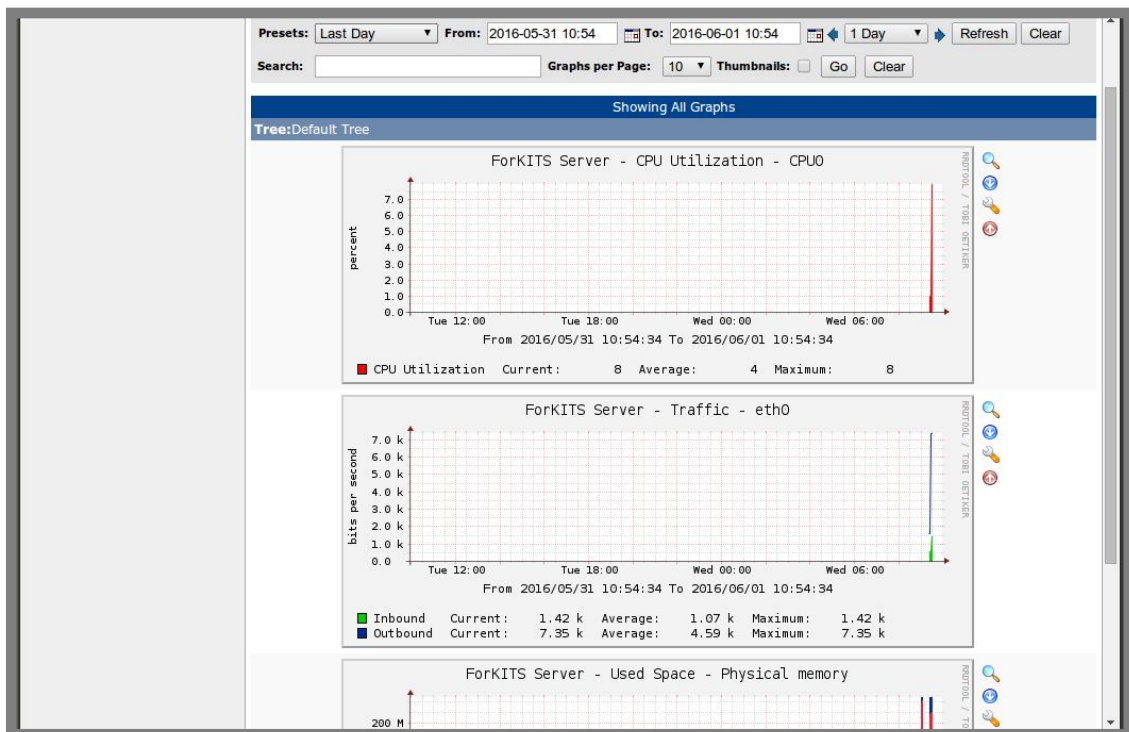 Presets: Last Day From: 2016-05-31 10:54 To: 2016-06-01 10:54 1 Day Refresh Clear
Search: Graphs per Page: 10 Thumbnails: Go Clear
Showing All Graphs
Tree:Default Tree
ForKITS Server - CPU Utilization - CPU0
RRDTOOL / TOBI OETIKER
percent
7.0
6.0
5.0
4.0
3.0
2.0
1.0
0.0
Tue 12:00 Tue 18:00 Wed 00:00 Wed 06:00
From 2016/05/31 10:54:34 To 2016/06/01 10:54:34
CPU Utilization Current: 8 Average: 4 Maximum: 8
ForKITS Server - Traffic - eth0
RRDTOOL / TOBI OETIKER
bits per second
7.0 k
6.0 k
5.0 k
4.0 k
3.0 k
2.0 k
1.0 k
0.0
Tue 12:00 Tue 18:00 Wed 00:00 Wed 06:00
From 2016/05/31 10:54:34 To 2016/06/01 10:54:34
Inbound Current: 1.42 k Average: 1.07 k Maximum: 1.42 k
Outbound Current: 7.35 k Average: 4.59 k Maximum: 7.35 k
ForKITS Server - Used Space - Physical memory
RRDTOOL / TO
200 M